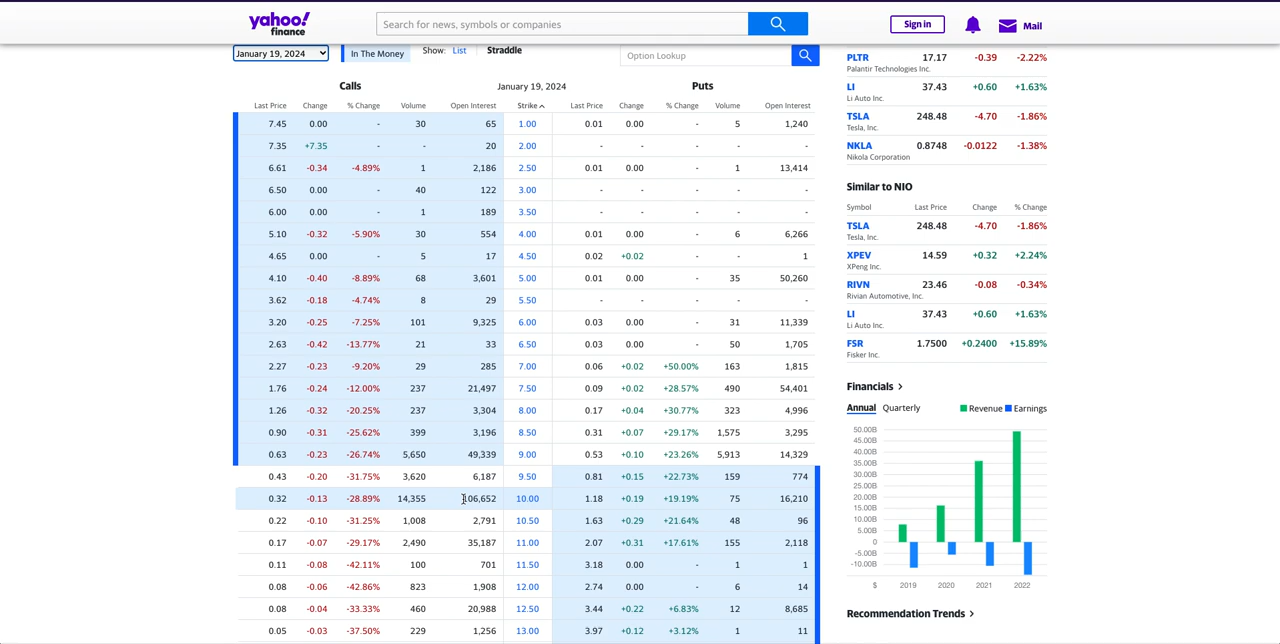 yahoo! finance
Search for news, symbols or companies
Sign in
Mail
January 19, 2024
In The Money
Show: List Straddle
Option Lookup
Calls January 19, 2024 Puts
Last Price Change % Change Volume Open Interest Strike Last Price Change % Change Volume Open Interest
7.45 0.00 - 30 65 1.00 0.01 0.00 - 5 1,240
7.35 +7.35 - - 20 2.00 - - - - -
6.61 -0.34 -4.89% 1 2,186 2.50 0.01 0.00 - 1 13,414
6.50 0.00 - 40 122 3.00 - - - - -
6.00 0.00 - 1 189 3.50 - - - - -
5.10 -0.32 -5.90% 30 554 4.00 0.01 0.00 - 6 6,266
4.65 0.00 - 5 17 4.50 0.02 +0.02 - - 1
4.10 -0.40 -8.89% 68 3,601 5.00 0.01 0.00 - 35 50,260
3.62 -0.18 -4.74% 8 29 5.50 - - - - -
3.20 -0.25 -7.25% 101 9,325 6.00 0.03 0.00 - 31 11,339
2.63 -0.42 -13.77% 21 33 6.50 0.03 0.00 - 50 1,705
2.27 -0.23 -9.20% 29 285 7.00 0.06 +0.02 +50.00% 163 1,815
1.76 -0.24 -12.00% 237 21,497 7.50 0.09 +0.02 +28.57% 490 54,401
1.26 -0.32 -20.25% 237 3,304 8.00 0.17 +0.04 +30.77% 323 4,996
0.90 -0.31 -25.62% 399 3,196 8.50 0.31 +0.07 +29.17% 1,575 3,295
0.63 -0.23 -26.74% 5,650 49,339 9.00 0.53 +0.10 +23.26% 5,913 14,329
0.43 -0.20 -31.75% 3,620 6,187 9.50 0.81 +0.15 +22.73% 159 774
0.32 -0.13 -28.89% 14,355 106,652 10.00 1.18 +0.19 +19.19% 75 16,210
0.22 -0.10 -31.25% 1,008 2,791 10.50 1.63 +0.29 +21.64% 48 96
0.17 -0.07 -29.17% 2,490 35,187 11.00 2.07 +0.31 +17.61% 155 2,118
0.11 -0.08 -42.11% 100 701 11.50 3.18 0.00 - 1 1
0.08 -0.06 -42.86% 823 1,908 12.00 2.74 0.00 - 6 14
0.08 -0.04 -33.33% 460 20,988 12.50 3.44 +0.22 +6.83% 12 8,685
0.05 -0.03 -37.50% 229 1,256 13.00 3.97 +0.12 +3.12% 1 11
PLTR 17.17 -0.39 -2.22%
Palantir Technologies Inc.
LI 37.43 +0.60 +1.63%
Li Auto Inc.
TSLA 248.48 -4.70 -1.86%
Tesla, Inc.
NKLA 0.8748 -0.0122 -1.38%
Nikola Corporation
Similar to NIO
Symbol Last Price Change % Change
TSLA 248.48 -4.70 -1.86%
Tesla, Inc.
XPEV 14.59 +0.32 +2.24%
XPeng Inc.
RIVN 23.46 -0.08 -0.34%
Rivian Automotive, Inc.
LI 37.43 +0.60 +1.63%
Li Auto Inc.
FSR 1.7500 +0.2400 +15.89%
Fisker Inc.
Financials
Annual Quarterly Revenue Earnings
50.00B
45.00B
40.00B
35.00B
30.00B
25.00B
20.00B
15.00B
10.00B
5.00B
0
-5.00B
-10.00B
$ 2019 2020 2021 2022
Recommendation Trends